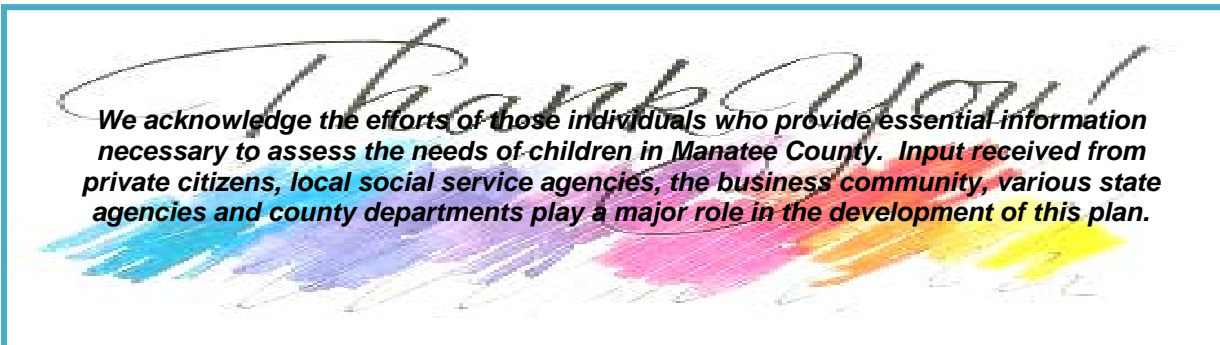 Thank You!
We acknowledge the efforts of those individuals who provide essential information
necessary to assess the needs of children in Manatee County. Input received from
private citizens, local social service agencies, the business community, various state
agencies and county departments play a major role in the development of this plan.